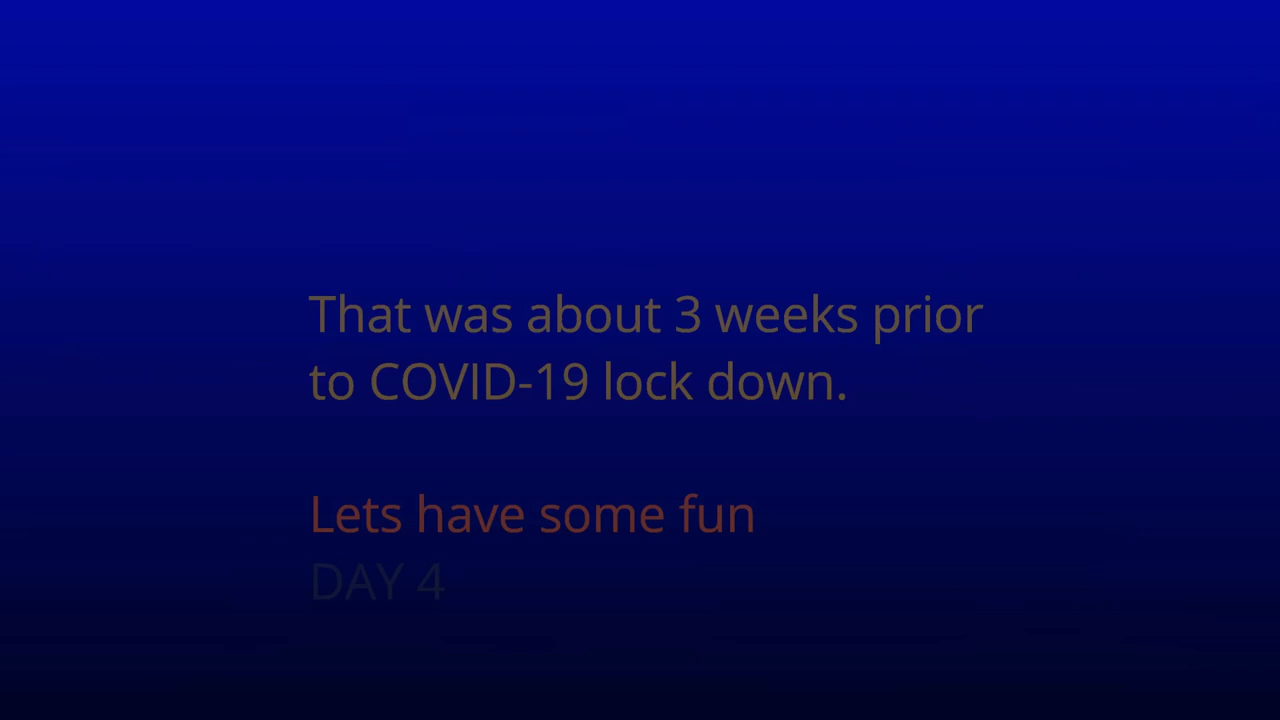 That was about 3 weeks prior
to COVID-19 lock down.
Lets have some fun
DAY 4